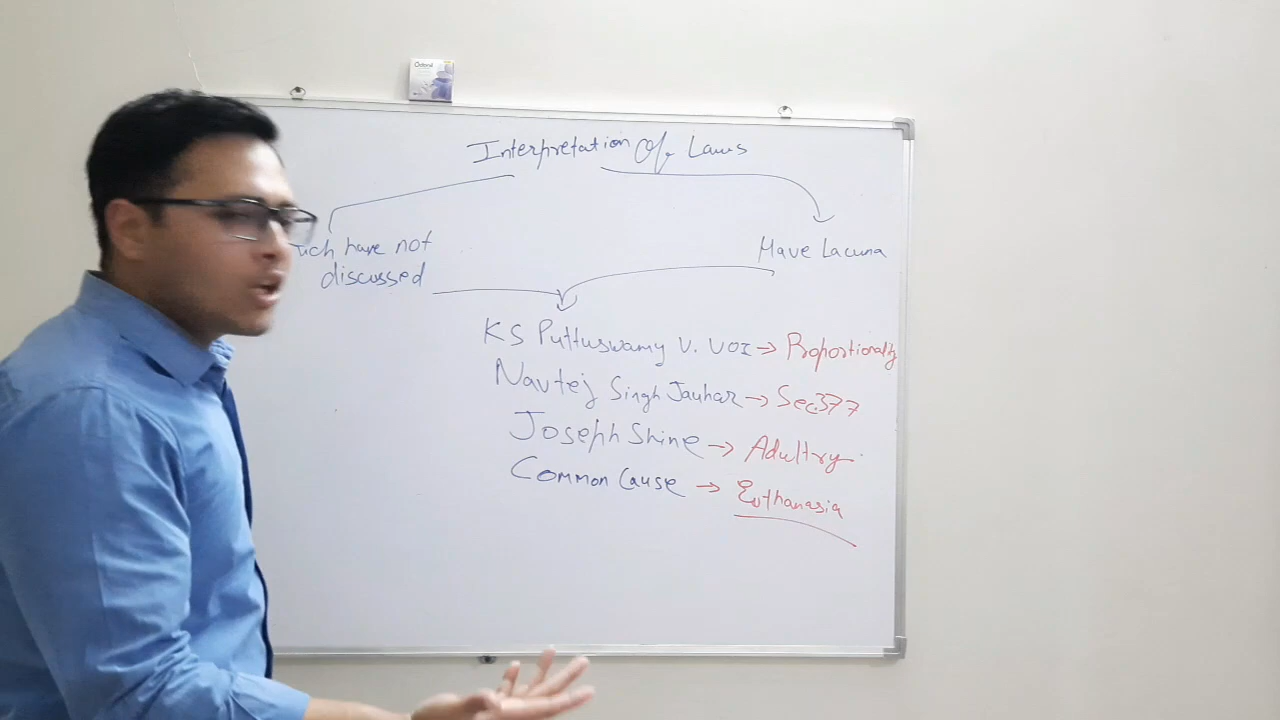 Odonil
Interpretation Of Laws
have not
discussed
Have Lacuna
KS Puttuswamy V. UOI → Proportionality
Navtej Singh Jauhar → Sec.377
Joseph Shine → Adultry
Common Cause → Euthanasia